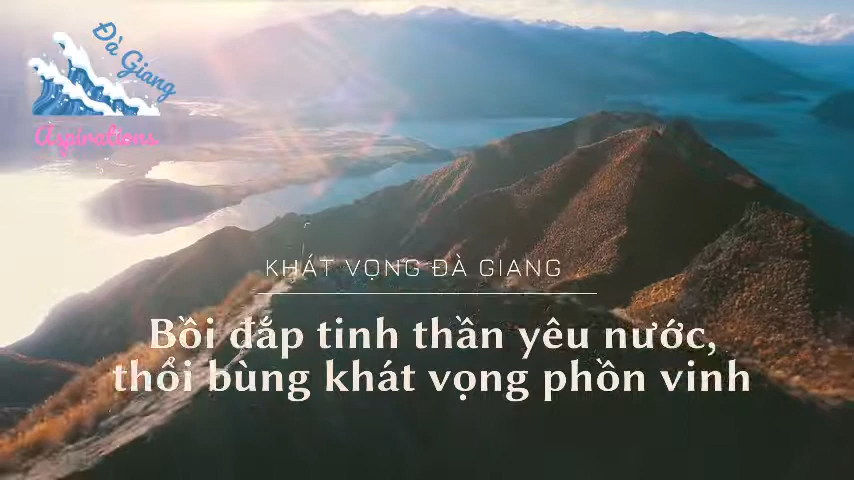 Đà Giang
Aspirations
KHÁT VỌNG ĐÀ GIANG
Bồi đắp tinh thần yêu nước,
thổi bùng khát vọng phồn vinh